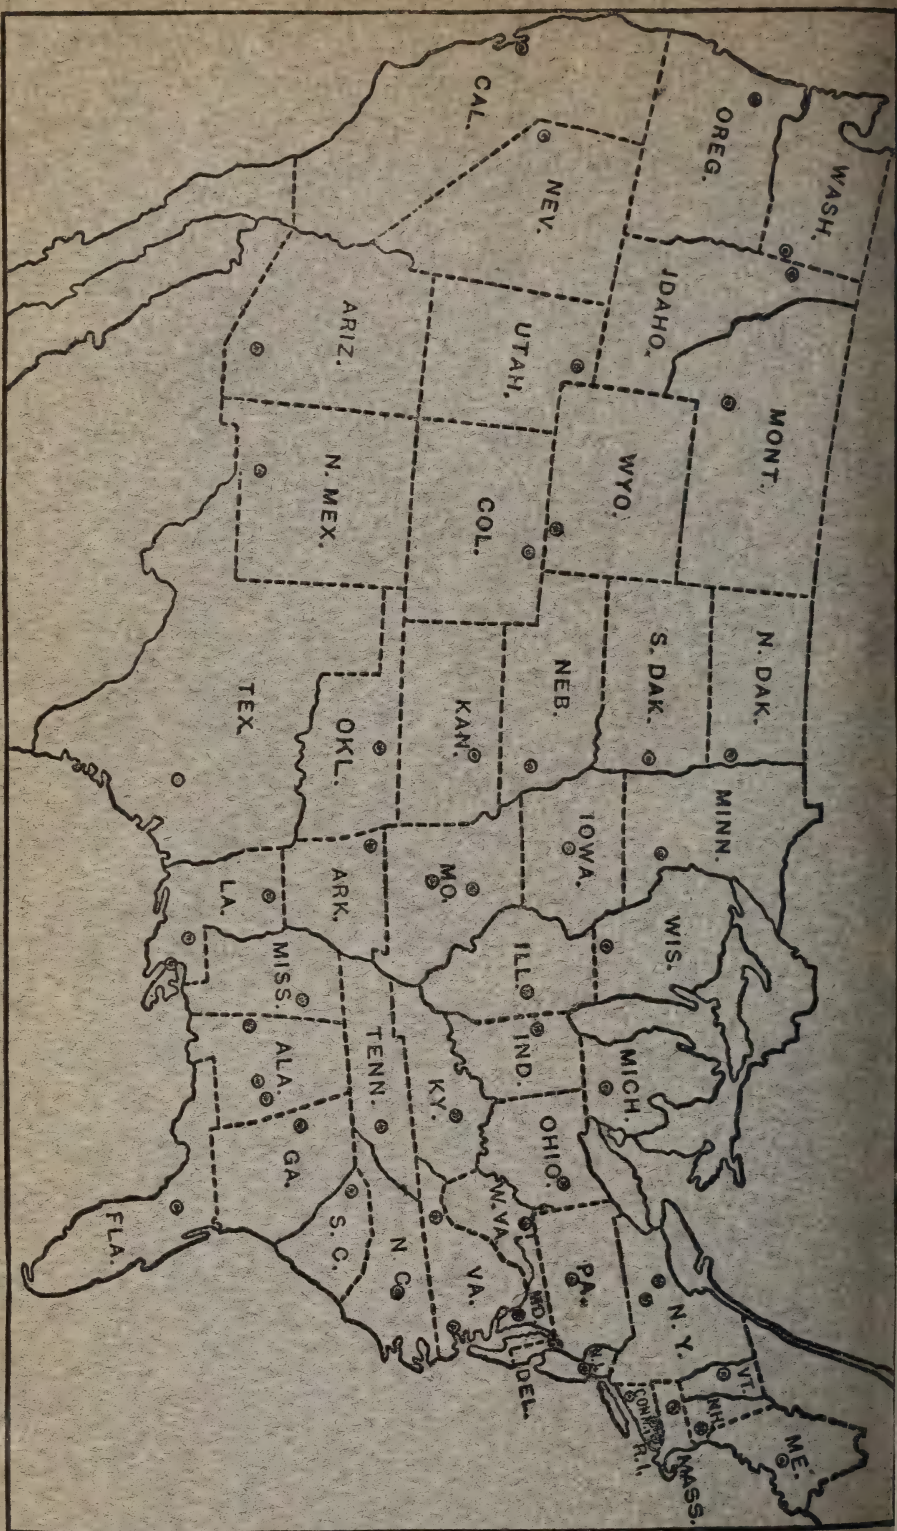 WASH.
OREG.
CAL.
NEV.
IDAHO.
MONT.
WYO.
UTAH.
ARIZ.
COL.
N. MEX.
N. DAK.
S. DAK.
NEB.
KAN.
OKL.
TEX.
MINN.
IOWA.
MO.
ARK.
LA.
WIS.
ILL.
MISS.
MICH.
IND.
OHIO.
KY.
TENN.
ALA.
GA.
FLA.
S. C.
N C.
VA.
W. VA.
MD.
DEL.
PA.
N. J.
N. Y.
CONN.
R. I.
MASS.
VT.
N.H.
ME.